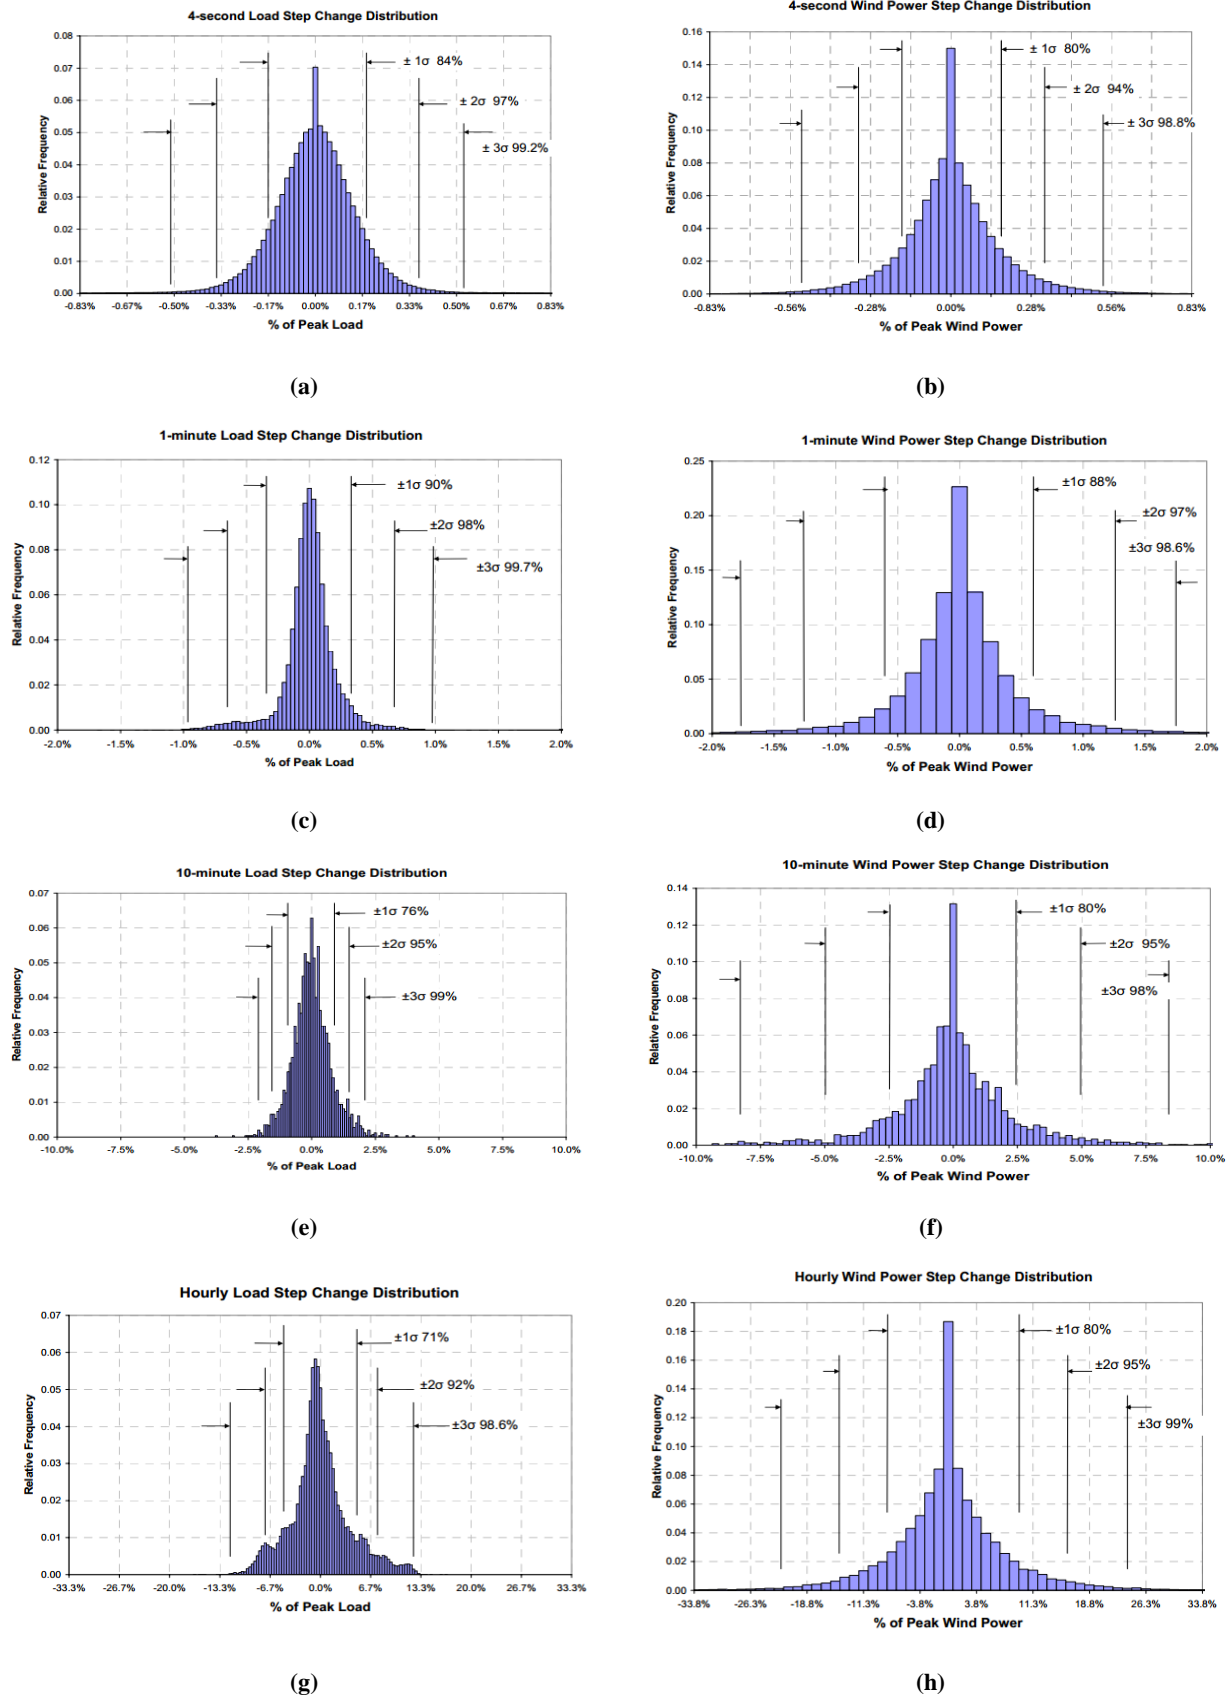 4-second Load Step Change Distribution
0.08
0.07
0.06
0.05
0.04
0.03
0.02
0.01
0.00
Relative Frequency
± 1σ 84%
± 2σ 97%
± 3σ 99.2%
-0.83% -0.67% -0.50% -0.33% -0.17% 0.00% 0.17% 0.33% 0.50% 0.67% 0.83%
% of Peak Load
(a)
4-second Wind Power Step Change Distribution
0.16
0.14
0.12
0.10
0.08
0.06
0.04
0.02
0.00
Relative Frequency
± 1σ 80%
± 2σ 94%
± 3σ 98.8%
-0.83% -0.56% -0.28% 0.00% 0.28% 0.56% 0.83%
% of Peak Wind Power
(b)
1-minute Load Step Change Distribution
0.12
0.10
0.08
0.06
0.04
0.02
0.00
Relative Frequency
±1σ 90%
±2σ 98%
±3σ 99.7%
-2.0% -1.5% -1.0% -0.5% 0.0% 0.5% 1.0% 1.5% 2.0%
% of Peak Load
(c)
1-minute Wind Power Step Change Distribution
0.25
0.20
0.15
0.10
0.05
0.00
Relative Frequency
±1σ 88%
±2σ 97%
±3σ 98.6%
-2.0% -1.5% -1.0% -0.5% 0.0% 0.5% 1.0% 1.5% 2.0%
% of Peak Wind Power
(d)
10-minute Load Step Change Distribution
0.07
0.06
0.05
0.04
0.03
0.02
0.01
0.00
Relative Frequency
±1σ 76%
±2σ 95%
±3σ 99%
-10.0% -7.5% -5.0% -2.5% 0.0% 2.5% 5.0% 7.5% 10.0%
% of Peak Load
(e)
10-minute Wind Power Step Change Distribution
0.14
0.12
0.10
0.08
0.06
0.04
0.02
0.00
Relative Frequency
±1σ 80%
±2σ 95%
±3σ 98%
-10.0% -7.5% -5.0% -2.5% 0.0% 2.5% 5.0% 7.5% 10.0%
% of Peak Wind Power
(f)
Hourly Load Step Change Distribution
0.07
0.06
0.05
0.04
0.03
0.02
0.01
0.00
Relative Frequency
±1σ 71%
±2σ 92%
±3σ 98.6%
-33.3% -26.7% -20.0% -13.3% -6.7% 0.0% 6.7% 13.3% 20.0% 26.7% 33.3%
% of Peak Load
(g)
Hourly Wind Power Step Change Distribution
0.20
0.18
0.16
0.14
0.12
0.10
0.08
0.06
0.04
0.02
0.00
Relative Frequency
±1σ 80%
±2σ 95%
±3σ 99%
-33.8% -26.3% -18.8% -11.3% -3.8% 3.8% 11.3% 18.8% 26.3% 33.8%
% of Peak Wind Power
(h)